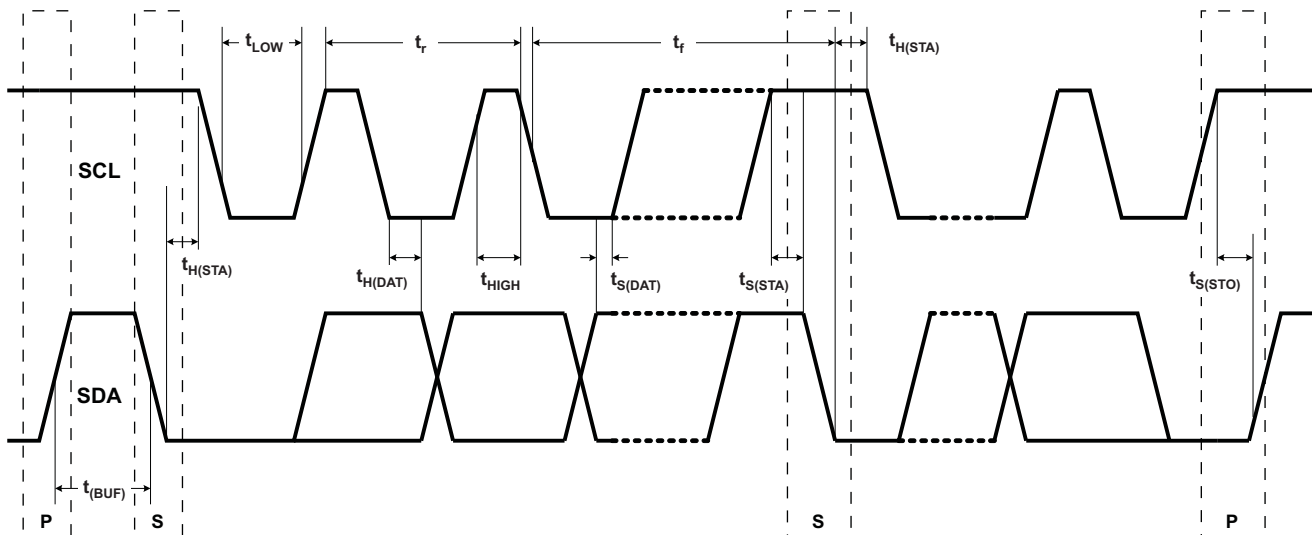 tLOW
tr
tf
tH(STA)
SCL
tH(STA)
tH(DAT)
tHIGH
tS(DAT)
tS(STA)
tS(STO)
SDA
t(BUF)
P
S
S
P